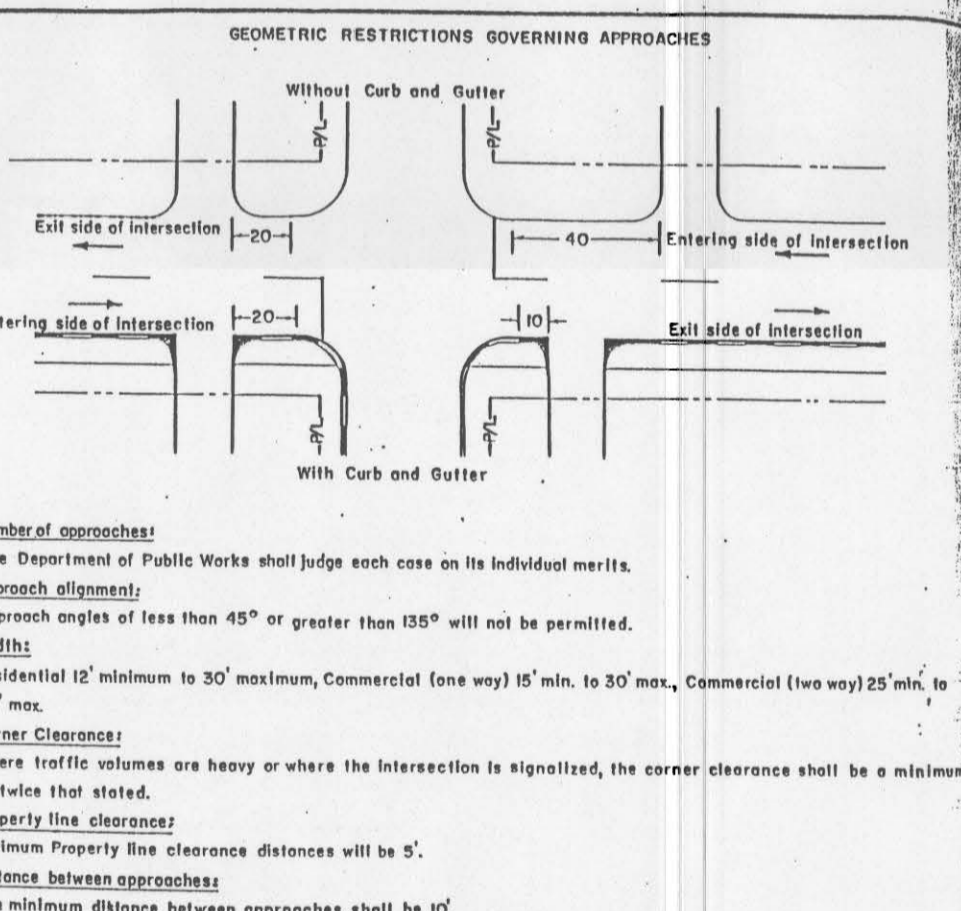 GEOMETRIC RESTRICTIONS GOVERNING APPROACHES
Without Curb and Gutter
P/L P/L
Exit side of intersection 20 40 Entering side of intersection
tering side of intersection 20 10 Exit side of intersection
P/L P/L
With Curb and Gutter
mber of approaches:
e Department of Public Works shall judge each case on its individual merits.
proach alignment:
proach angles of less than 45° or greater than 135° will not be permitted.
dth:
sidential 12' minimum to 30' maximum, Commercial (one way) 15' min. to 30' max., Commercial (two way) 25' min. to
' max.
rner Clearance:
ere traffic volumes are heavy or where the intersection is signalized, the corner clearance shall be a minimum
twice that stated.
operty line clearance:
imum Property line clearance distances will be 5'.
tance between approaches:
minimum distance between approaches shall be 10'